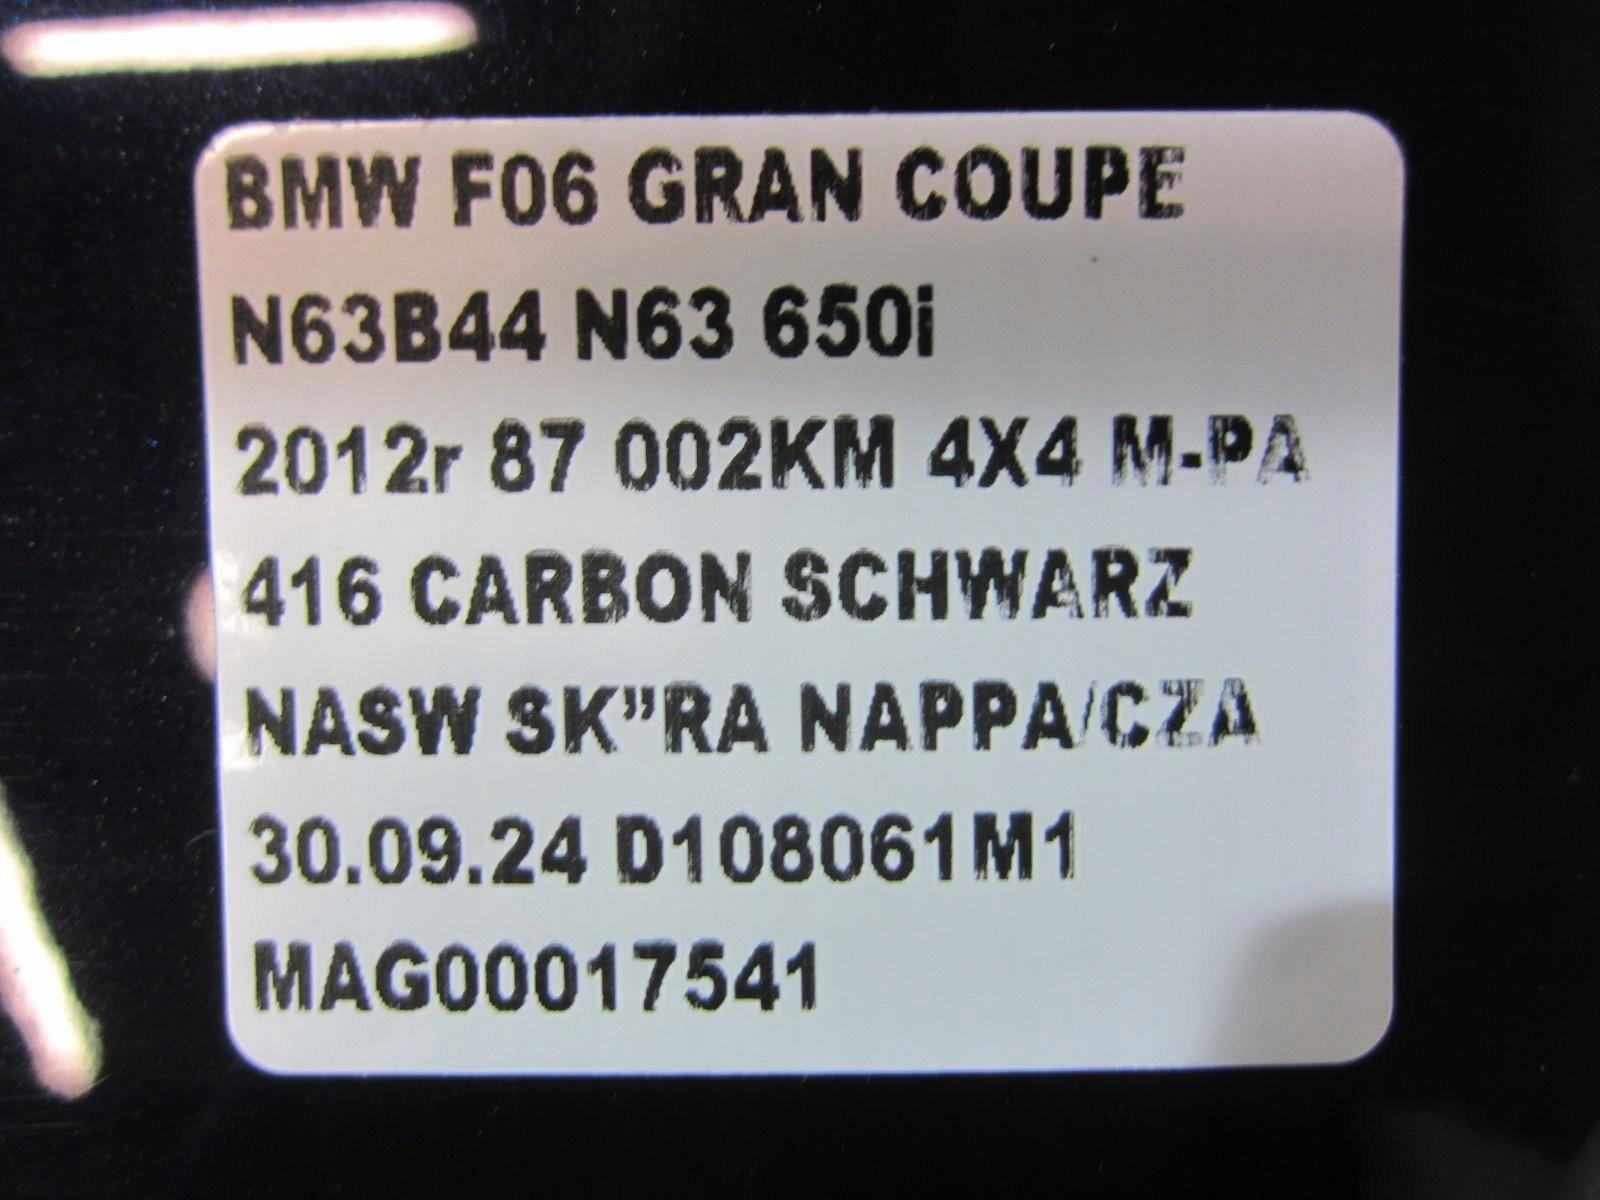 BMW F06 GRAN COUPE
N63B44 N63 650i
2012r 87 002KM 4X4 M-PA
416 CARBON SCHWARZ
NASW SK”RA NAPPA/CZA
30.09.24 D108061M1
MAG00017541